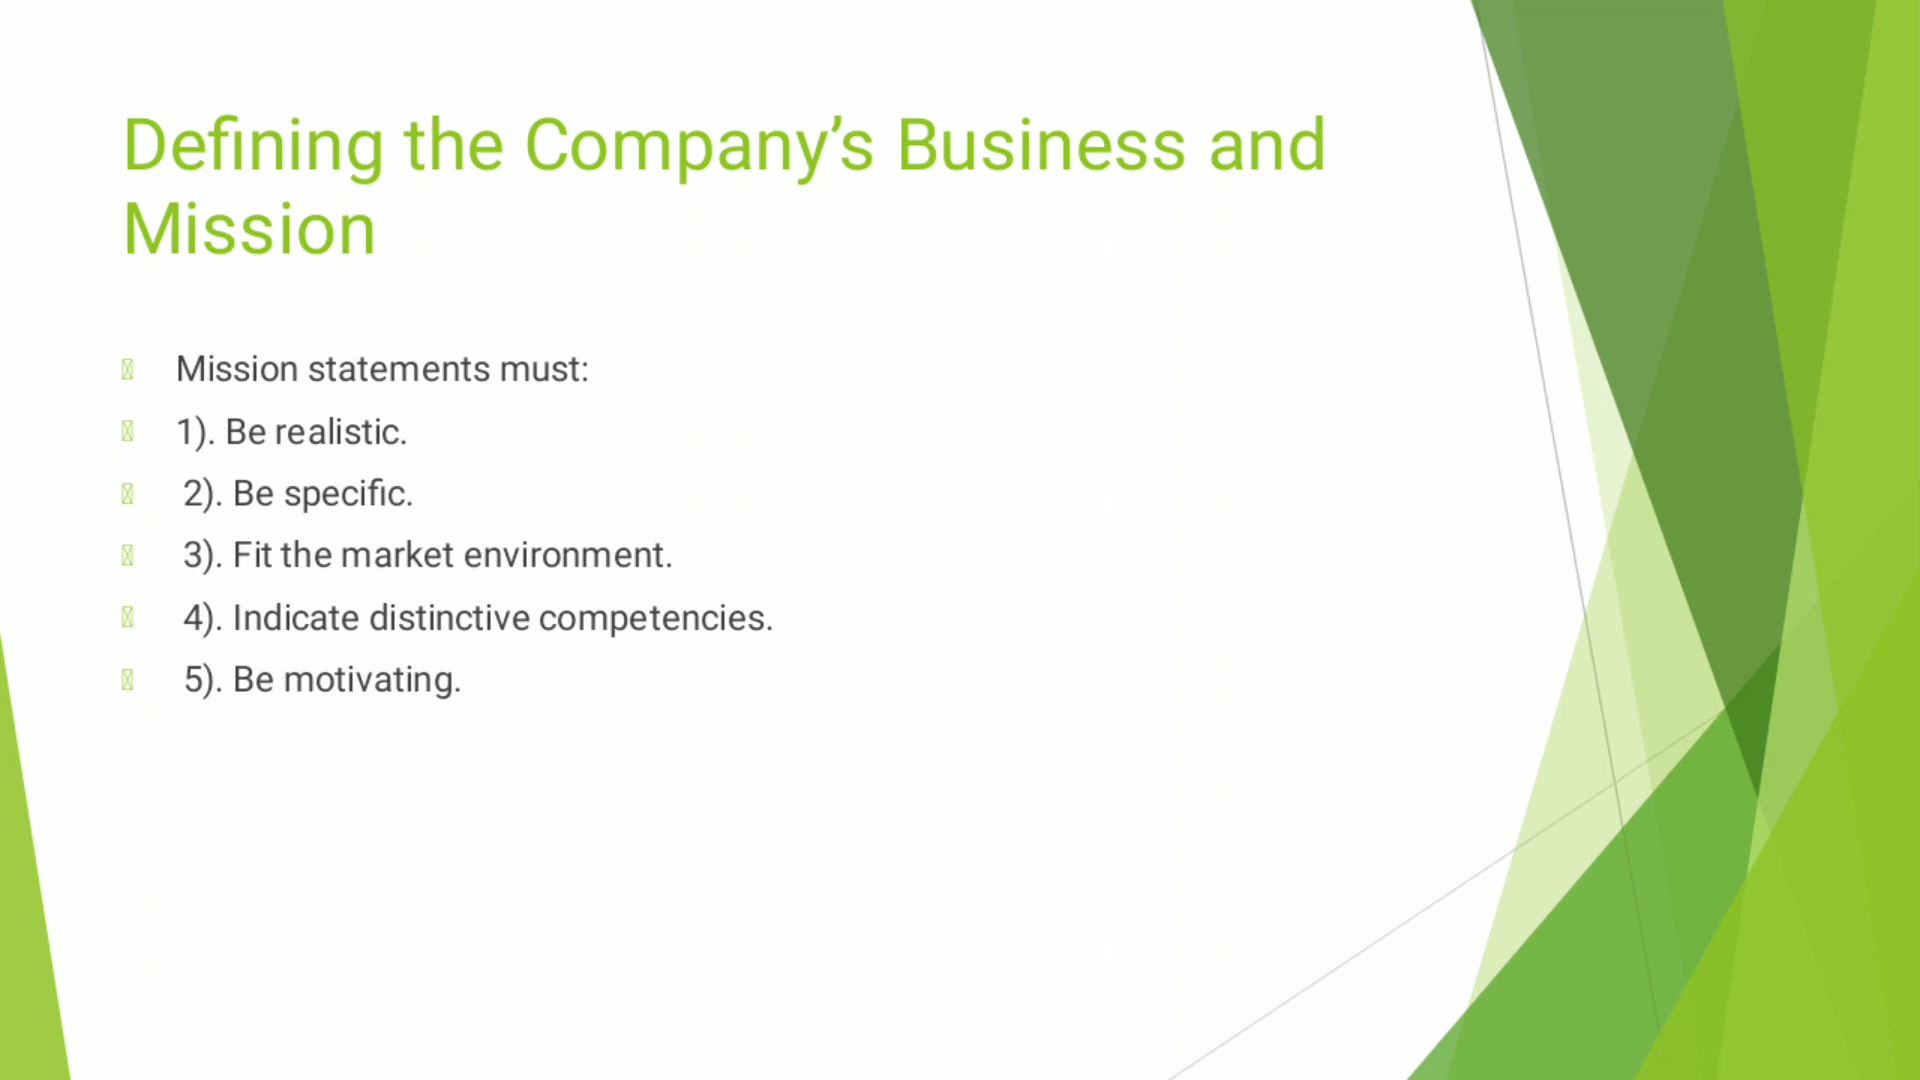 Defining the Company’s Business and
Mission
Mission statements must:
1). Be realistic.
2). Be specific.
3). Fit the market environment.
4). Indicate distinctive competencies.
5). Be motivating.